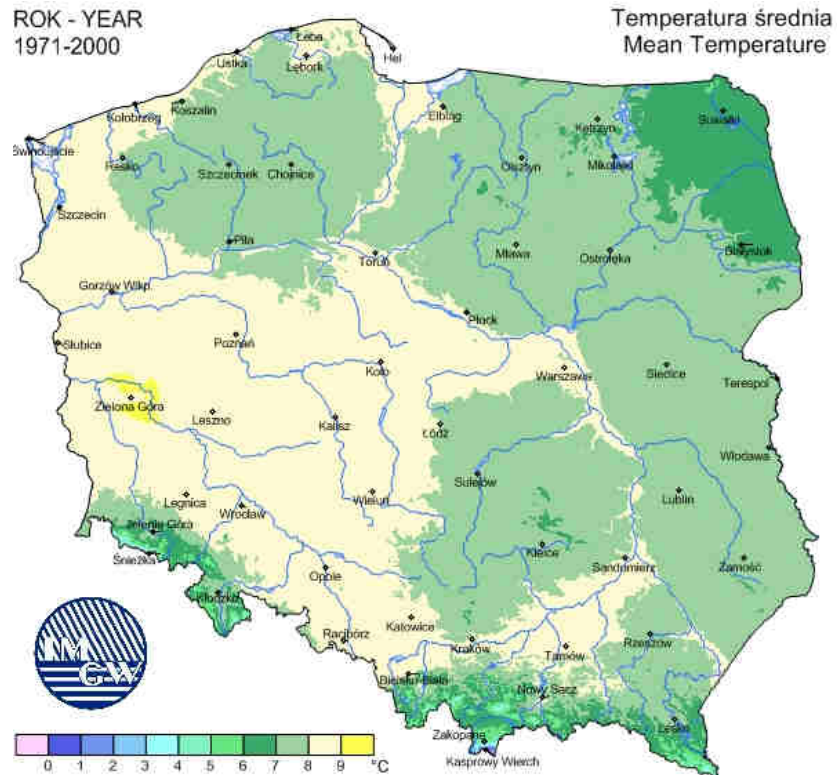 ROK - YEAR
1971-2000
Temperatura średnia
Mean Temperature
Łeba
Hel
Ustka
Lębork
Koszalin
Kołobrzeg
Elbląg
Kętrzyn
Suwałki
Świnoujście
Resko
Szczecinek
Chojnice
Olsztyn
Mikołajki
Szczecin
Piła
Toruń
Mława
Ostrołęka
Białystok
Gorzów Wlkp.
Płock
Słubice
Poznań
Koło
Warszawa
Siedlce
Terespol
Zielona Góra
Leszno
Kalisz
Łódź
Włodawa
Sulejów
Legnica
Wrocław
Wieluń
Lublin
Jelenia Góra
Śnieżka
Opole
Kielce
Sandomierz
Zamość
Kłodzko
Racibórz
Katowice
Kraków
Tarnów
Rzeszów
Bielsko-Biała
Nowy Sącz
Lesko
Zakopane
Kasprowy Wierch
IMGW
0 1 2 3 4 5 6 7 8 9 °C